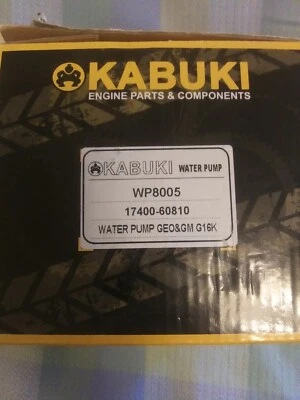 KABUKI
ENGINE PARTS & COMPONENTS
KABUKI WATER PUMP
WP8005
17400-60810
WATER PUMP GEO&GM G16K